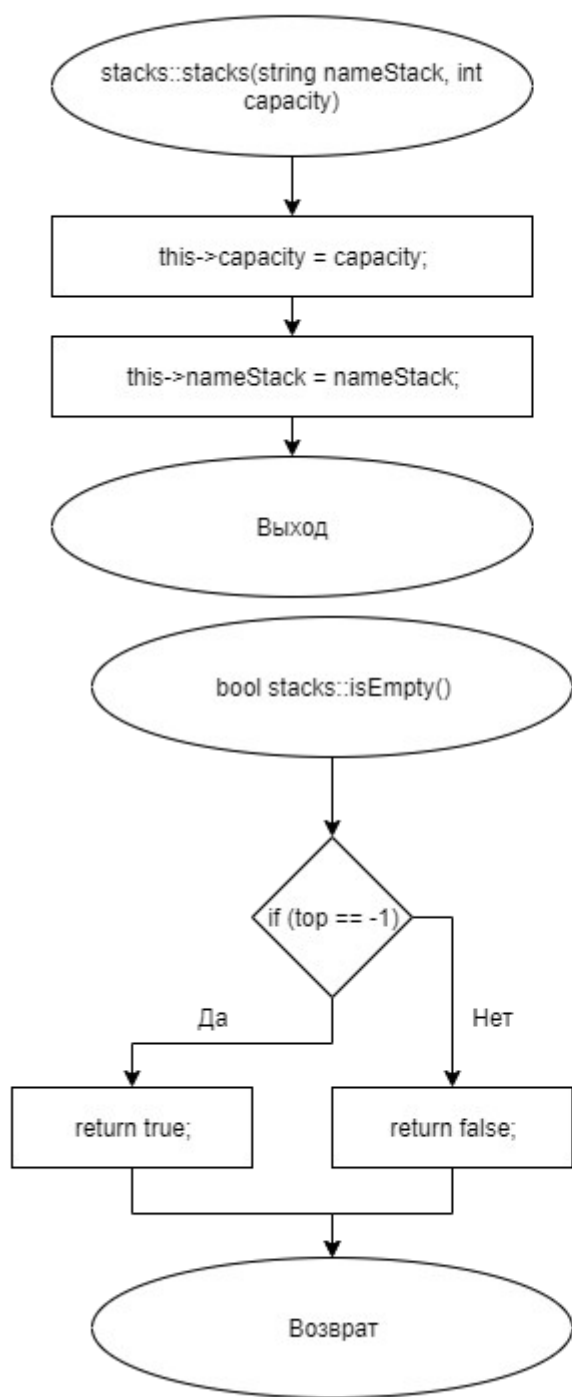 stacks::stacks(string nameStack, int
capacity)
this->capacity = capacity;
this->nameStack = nameStack;
Выход
bool stacks::isEmpty()
if (top == -1)
Да
Нет
return true;
return false;
Возврат